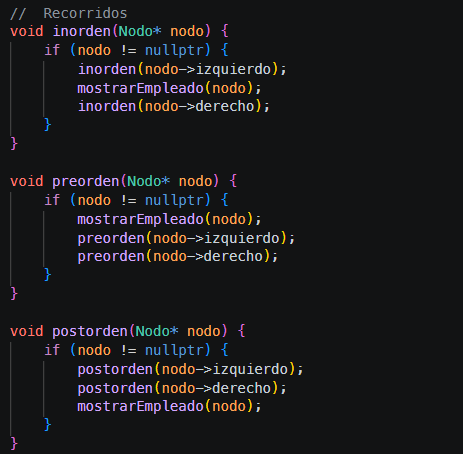 //  Recorridos
void inorden(Nodo* nodo) {
    if (nodo != nullptr) {
        inorden(nodo->izquierdo);
        mostrarEmpleado(nodo);
        inorden(nodo->derecho);
    }
}

void preorden(Nodo* nodo) {
    if (nodo != nullptr) {
        mostrarEmpleado(nodo);
        preorden(nodo->izquierdo);
        preorden(nodo->derecho);
    }
}

void postorden(Nodo* nodo) {
    if (nodo != nullptr) {
        postorden(nodo->izquierdo);
        postorden(nodo->derecho);
        mostrarEmpleado(nodo);
    }
}